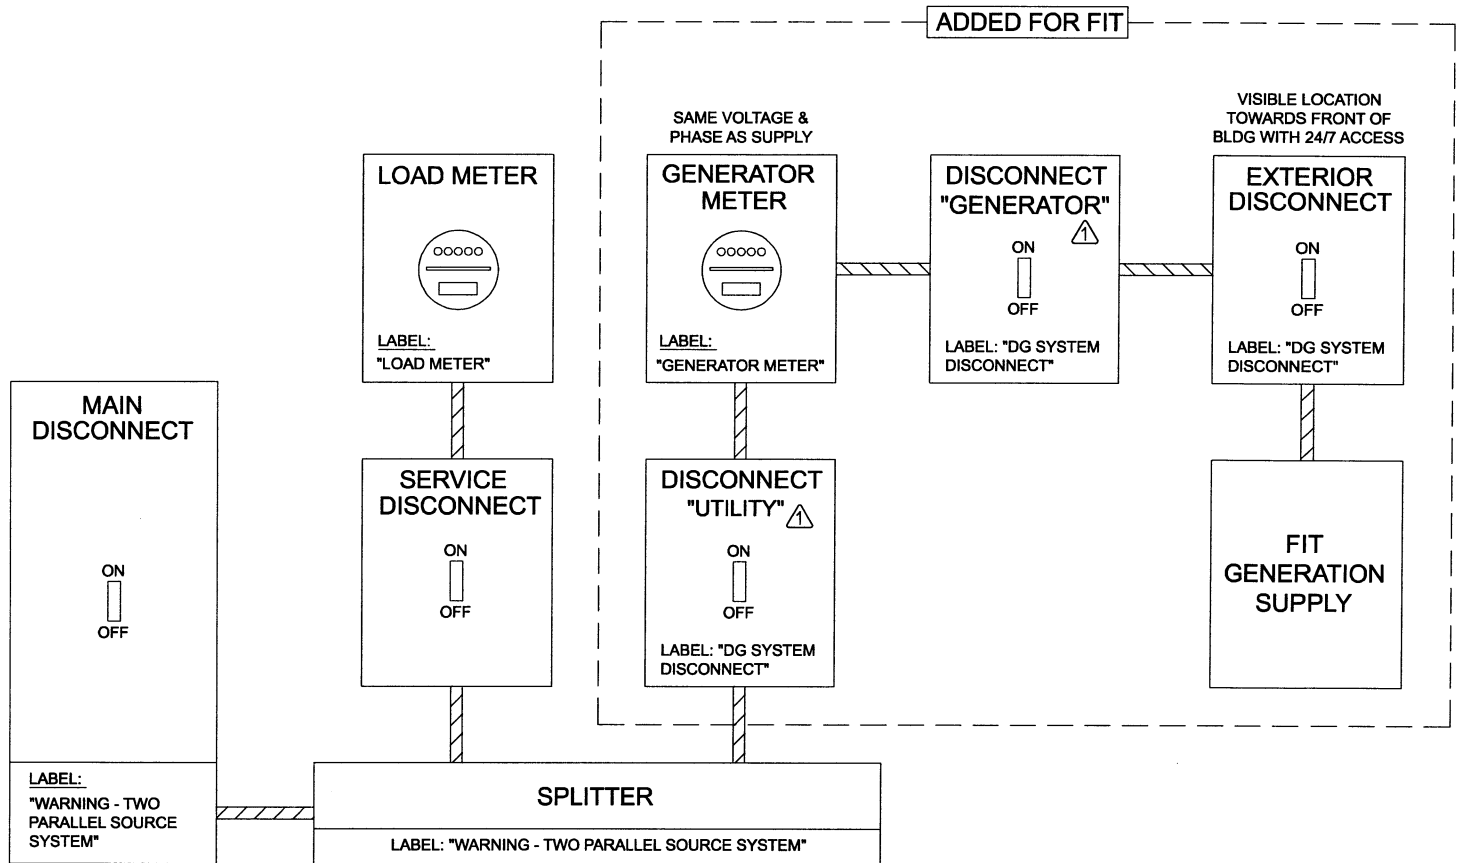 ADDED FOR FIT
SAME VOLTAGE &
PHASE AS SUPPLY
VISIBLE LOCATION
TOWARDS FRONT OF
BLDG WITH 24/7 ACCESS
LOAD METER
LABEL:
"LOAD METER"
GENERATOR
METER
LABEL:
"GENERATOR METER"
DISCONNECT
"GENERATOR"
1
ON
OFF
LABEL: "DG SYSTEM
DISCONNECT"
EXTERIOR
DISCONNECT
ON
OFF
LABEL: "DG SYSTEM
DISCONNECT"
MAIN
DISCONNECT
ON
OFF
LABEL:
"WARNING - TWO
PARALLEL SOURCE
SYSTEM"
SERVICE
DISCONNECT
ON
OFF
DISCONNECT
"UTILITY"
1
ON
OFF
LABEL: "DG SYSTEM
DISCONNECT"
FIT
GENERATION
SUPPLY
SPLITTER
LABEL: "WARNING - TWO PARALLEL SOURCE SYSTEM"